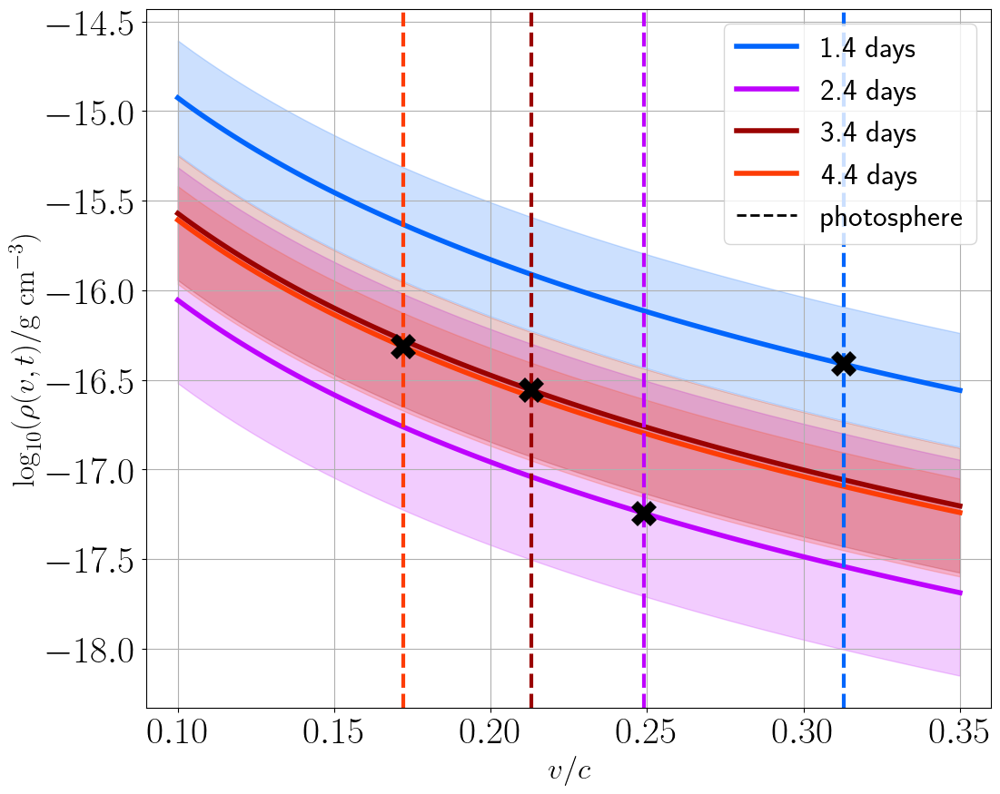 −14.5
−15.0
−15.5
−16.0
−16.5
−17.0
−17.5
−18.0
log₁₀(ρ(v, t)/g cm⁻³)
1.4 days
2.4 days
3.4 days
4.4 days
photosphere
0.10 0.15 0.20 0.25 0.30 0.35
v/c